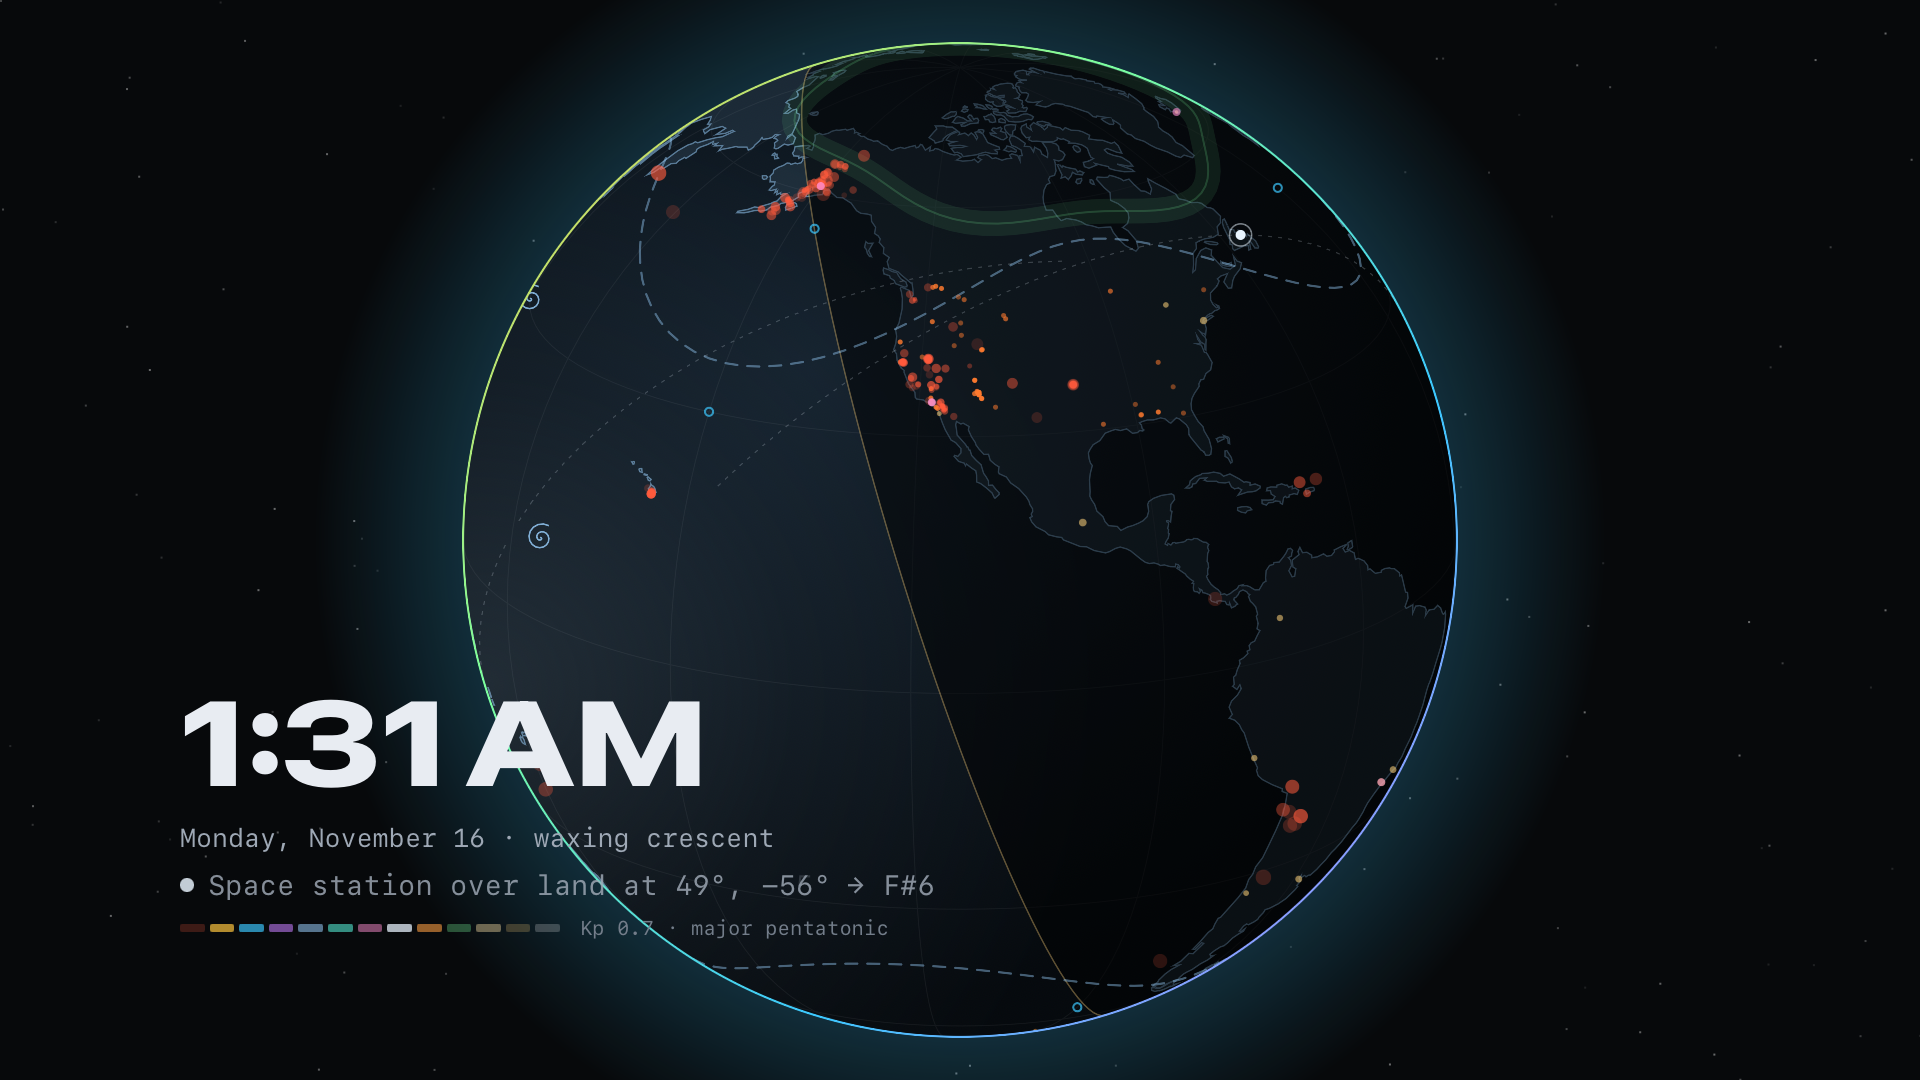 1:31 AM
Monday, November 16 · waxing crescent
Space station over land at 49°, −56° → F#6
Kp 0.7 · major pentatonic